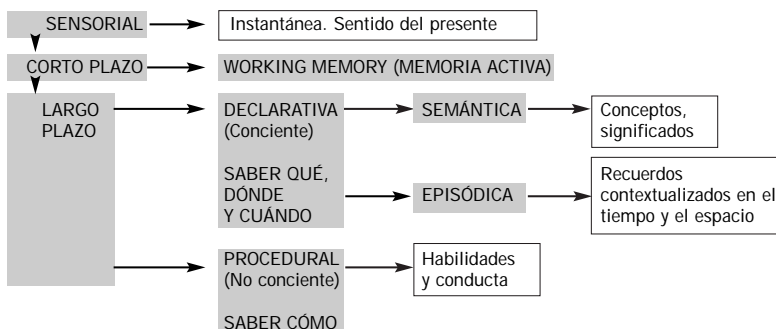 SENSORIAL
Instantánea. Sentido del presente
CORTO PLAZO
WORKING MEMORY (MEMORIA ACTIVA)
LARGO
PLAZO
DECLARATIVA
(Conciente)
SABER QUÉ,
DÓNDE
Y CUÁNDO
SEMÁNTICA
Conceptos,
significados
EPISÓDICA
Recuerdos
contextualizados en el
tiempo y el espacio
PROCEDURAL
(No conciente)
SABER CÓMO
Habilidades
y conducta